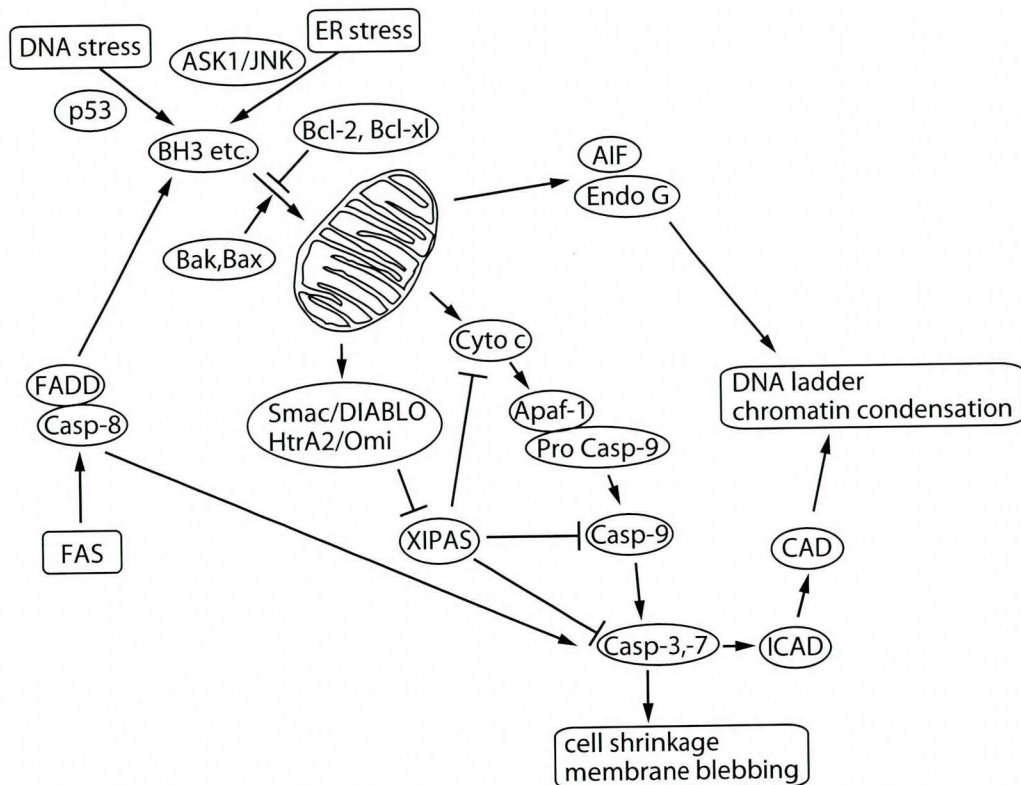 DNA stress
ER stress
ASK1/JNK
p53
Bcl-2, Bcl-xl
BH3 etc.
AIF
Endo G
Bak,Bax
Cyto c
FADD
Casp-8
Smac/DIABLO
HtrA2/Omi
Apaf-1
Pro Casp-9
DNA ladder
chromatin condensation
FAS
XIPAS
Casp-9
CAD
Casp-3,-7
ICAD
cell shrinkage
membrane blebbing